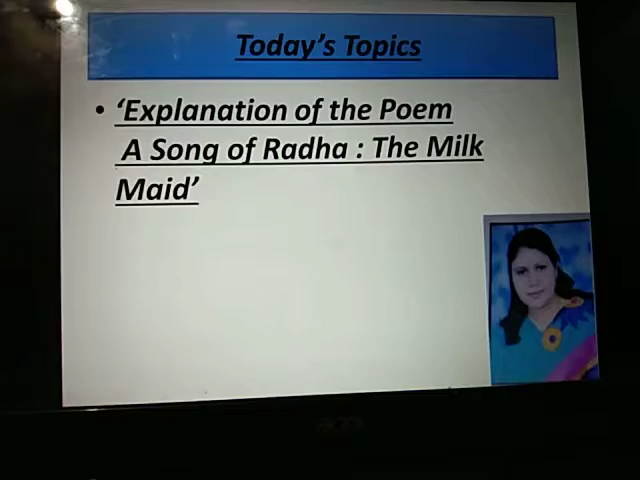 Today's Topics
• 'Explanation of the Poem
A Song of Radha : The Milk
Maid'